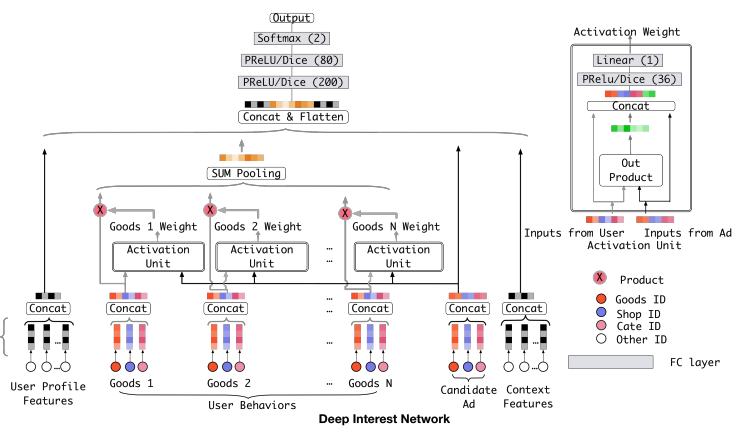 Output
Softmax (2)
PReLU/Dice (80)
PReLU/Dice (200)
Concat & Flatten
SUM Pooling
X
X
X
Goods 1 Weight
Goods 2 Weight
Goods N Weight
Activation
Unit
Activation
Unit
...
...
Activation
Unit
Concat
Concat
Concat
...
...
Concat
Concat
Concat
...
...
...
...
User Profile
Features
Goods 1
Goods 2
...
Goods N
Candidate
Ad
Context
Features
User Behaviors
Deep Interest Network
Activation Weight
Linear (1)
PRelu/Dice (36)
Concat
Out
Product
Inputs from User
Inputs from Ad
Activation Unit
X
Product
Goods ID
Shop ID
Cate ID
Other ID
FC layer